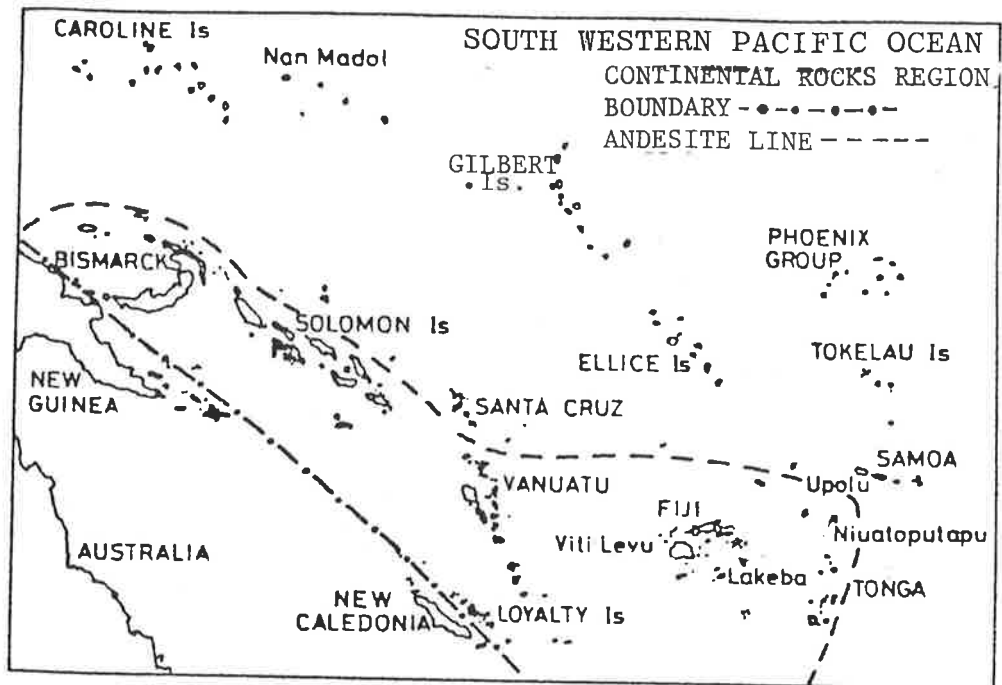 SOUTH WESTERN PACIFIC OCEAN
CONTINENTAL ROCKS REGION
BOUNDARY
ANDESITE LINE
CAROLINE Is
Nan Madol
GILBERT
Is.
PHOENIX
GROUP
BISMARCK
SOLOMON Is
ELLICE Is
TOKELAU Is
NEW
GUINEA
SANTA CRUZ
SAMOA
Upolu
VANUATU
FIJI
Niuatoputapu
Viti Levu
AUSTRALIA
Lakeba
TONGA
NEW
CALEDONIA
LOYALTY Is